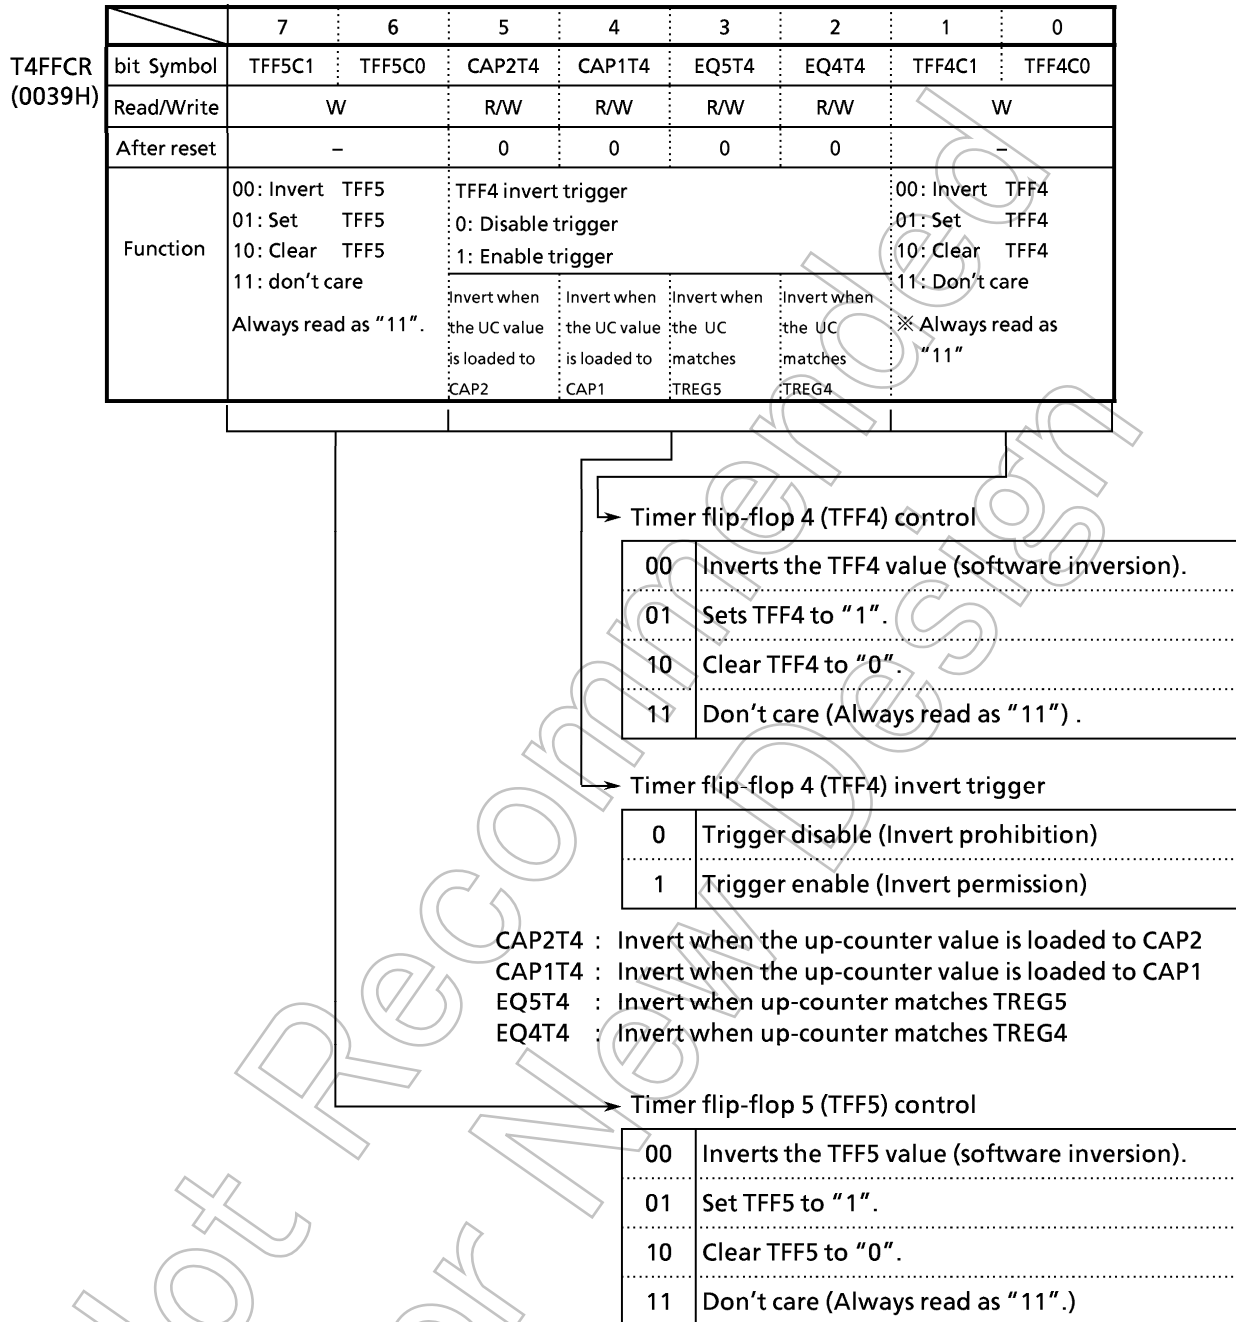 7 6 5 4 3 2 1 0
T4FFCR (0039H)
bit Symbol TFF5C1 TFF5C0 CAP2T4 CAP1T4 EQ5T4 EQ4T4 TFF4C1 TFF4C0
Read/Write W R/W R/W R/W R/W W
After reset – 0 0 0 0 –
Function
00: Invert TFF5
01: Set TFF5
10: Clear TFF5
11: don't care
Always read as "11".
TFF4 invert trigger
0: Disable trigger
1: Enable trigger
Invert when
the UC value
is loaded to
CAP2
Invert when
the UC value
is loaded to
CAP1
Invert when
the UC
matches
TREG5
Invert when
the UC
matches
TREG4
00: Invert TFF4
01: Set TFF4
10: Clear TFF4
11: Don't care
※ Always read as
"11"
Timer flip-flop 4 (TFF4) control
00 Inverts the TFF4 value (software inversion).
01 Sets TFF4 to "1".
10 Clear TFF4 to "0".
11 Don't care (Always read as "11") .
Timer flip-flop 4 (TFF4) invert trigger
0 Trigger disable (Invert prohibition)
1 Trigger enable (Invert permission)
CAP2T4 : Invert when the up-counter value is loaded to CAP2
CAP1T4 : Invert when the up-counter value is loaded to CAP1
EQ5T4 : Invert when up-counter matches TREG5
EQ4T4 : Invert when up-counter matches TREG4
Timer flip-flop 5 (TFF5) control
00 Inverts the TFF5 value (software inversion).
01 Set TFF5 to "1".
10 Clear TFF5 to "0".
11 Don't care (Always read as "11".)
Not Recommended
for New Design